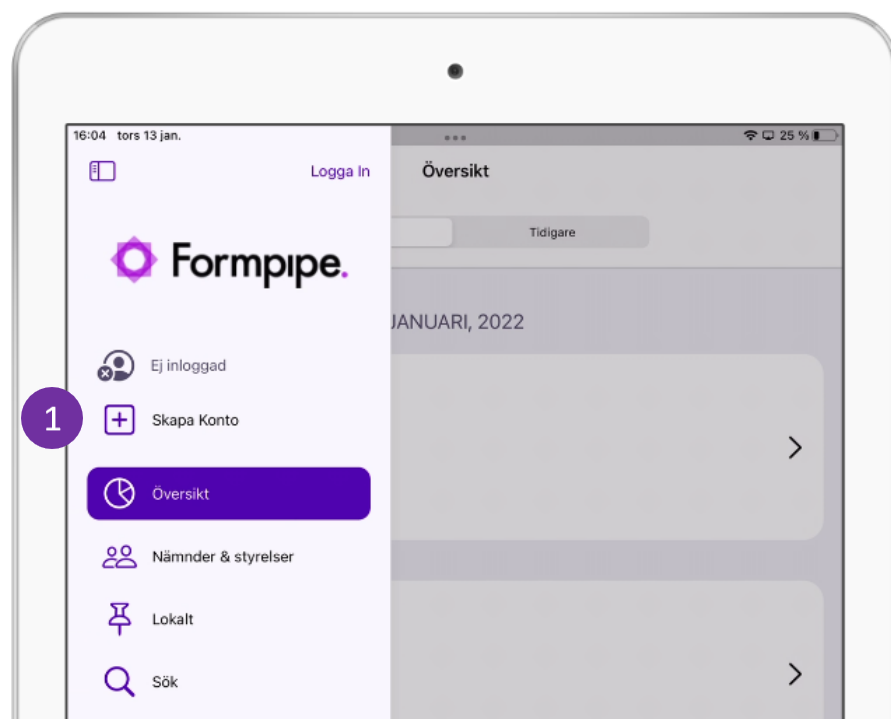 16:04 tors 13 jan.
25 %
Logga In
Översikt
Tidigare
Formpipe.
JANUARI, 2022
Ej inloggad
1
Skapa Konto
Översikt
Nämnder & styrelser
Lokalt
Sök